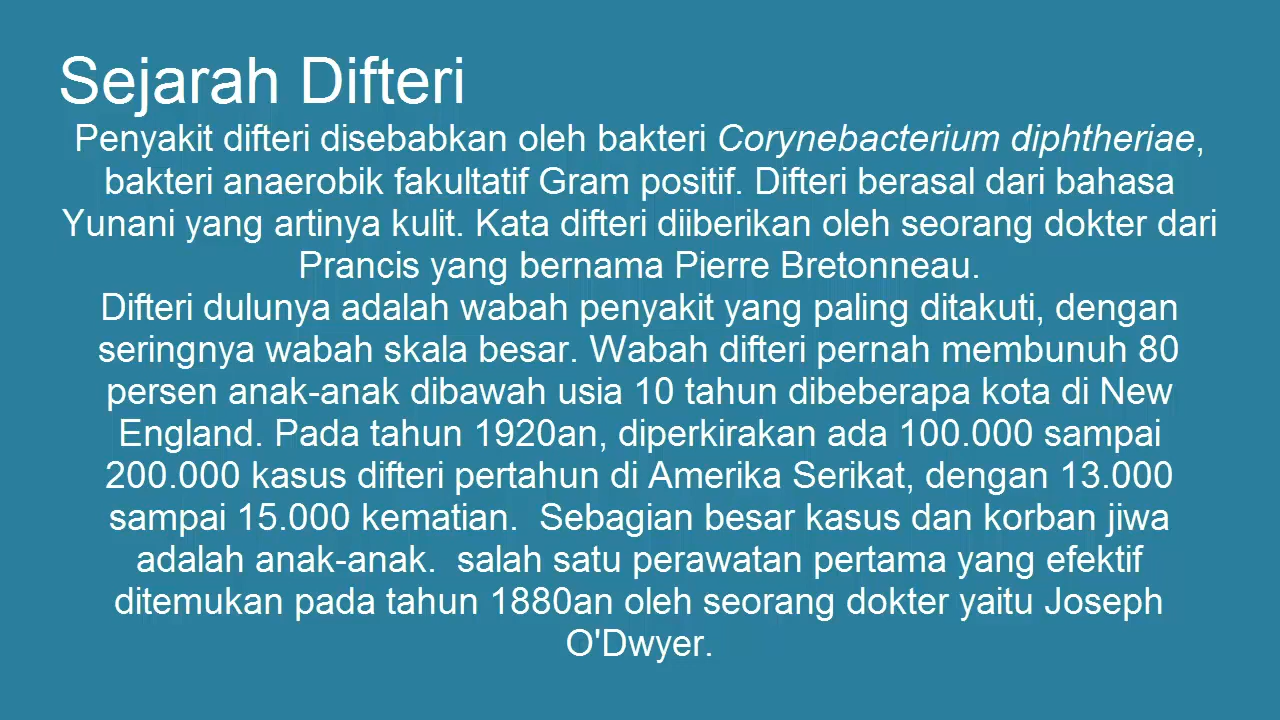 Sejarah Difteri
Penyakit difteri disebabkan oleh bakteri Corynebacterium diphtheriae,
bakteri anaerobik fakultatif Gram positif. Difteri berasal dari bahasa
Yunani yang artinya kulit. Kata difteri diiberikan oleh seorang dokter dari
Prancis yang bernama Pierre Bretonneau.
Difteri dulunya adalah wabah penyakit yang paling ditakuti, dengan
seringnya wabah skala besar. Wabah difteri pernah membunuh 80
persen anak-anak dibawah usia 10 tahun dibeberapa kota di New
England. Pada tahun 1920an, diperkirakan ada 100.000 sampai
200.000 kasus difteri pertahun di Amerika Serikat, dengan 13.000
sampai 15.000 kematian.  Sebagian besar kasus dan korban jiwa
adalah anak-anak.  salah satu perawatan pertama yang efektif
ditemukan pada tahun 1880an oleh seorang dokter yaitu Joseph
O'Dwyer.